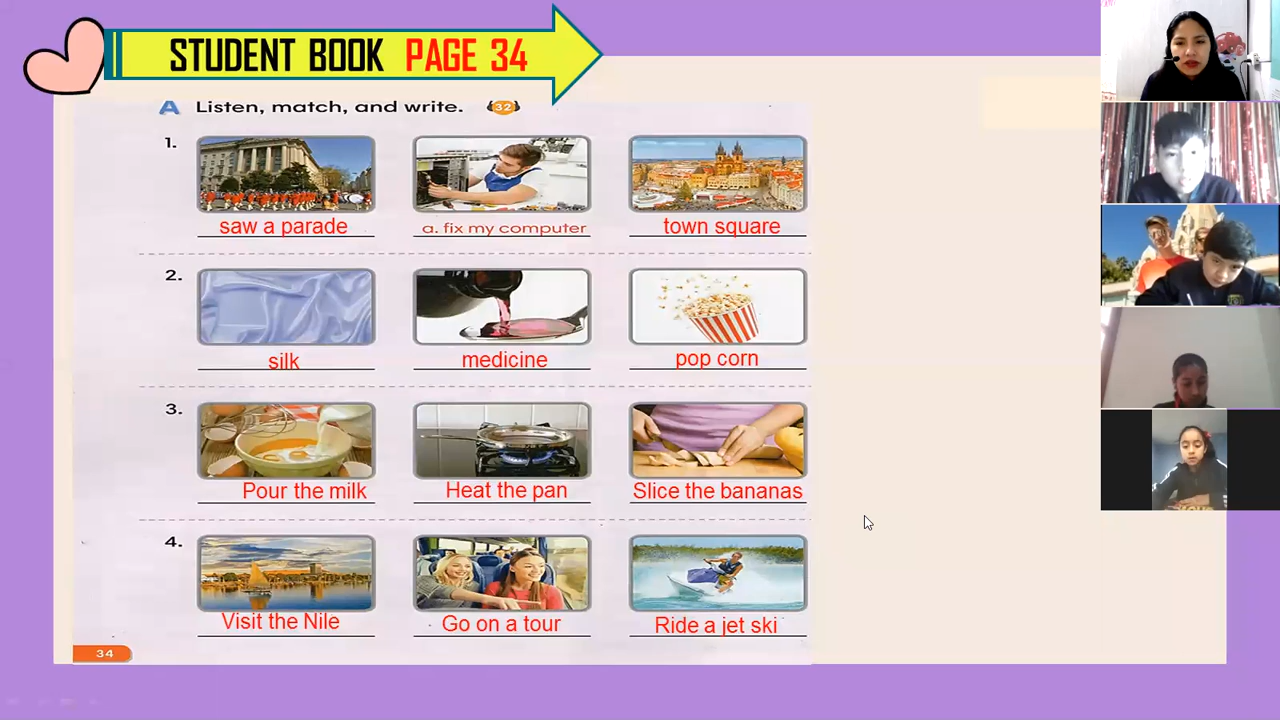 STUDENT BOOK PAGE 34
A Listen, match, and write. 32
1.
saw a parade
a. fix my computer
town square
2.
silk
medicine
pop corn
3.
Pour the milk
Heat the pan
Slice the bananas
4.
Visit the Nile
Go on a tour
Ride a jet ski
34